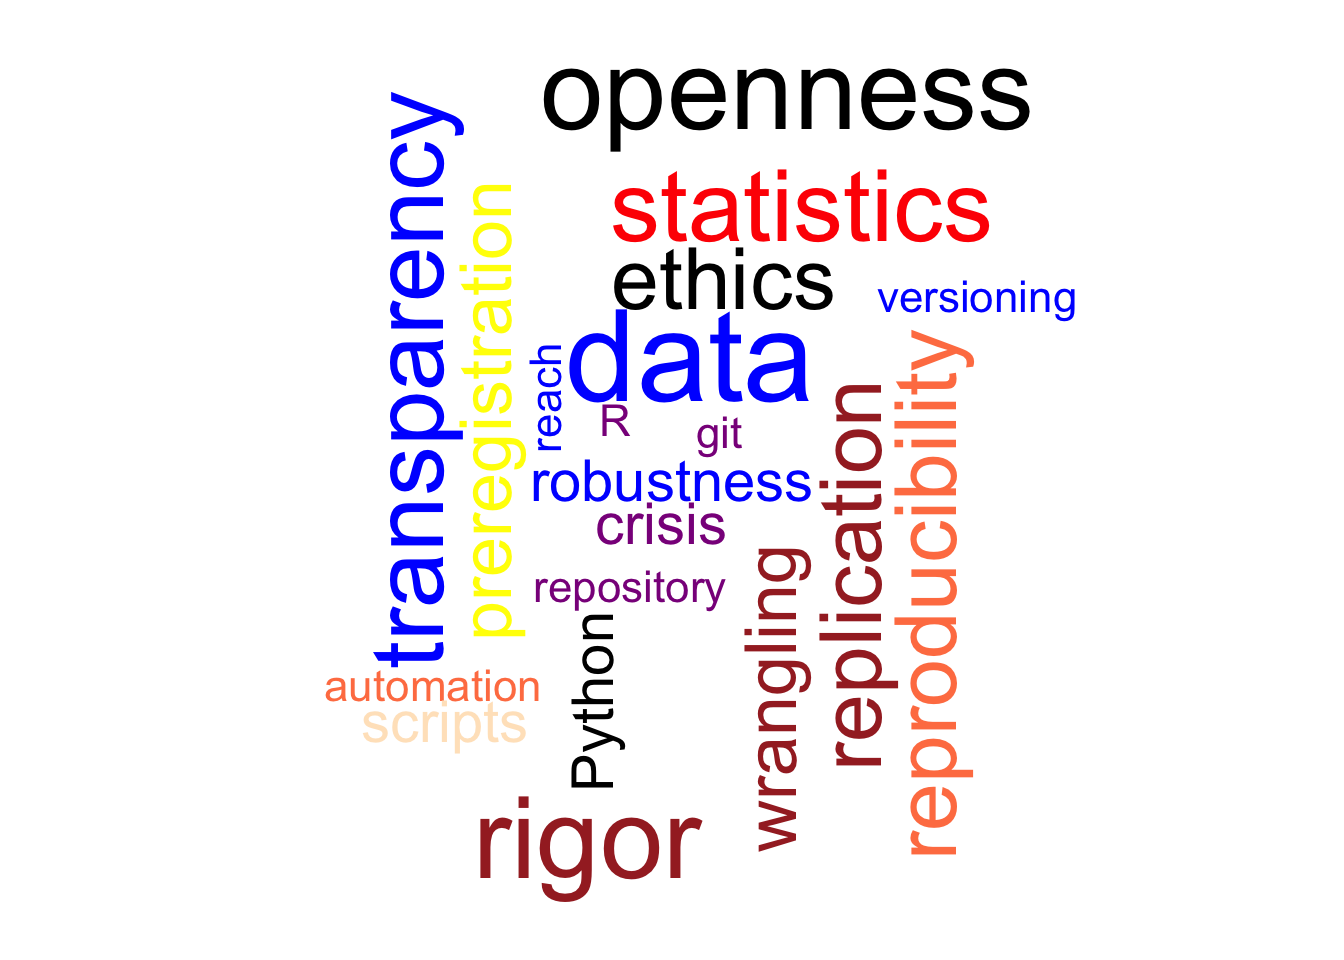 openness
transparency
statistics
preregistration
ethics
versioning
data
reach
R
git
reproducibility
replication
robustness
crisis
repository
wrangling
Python
automation
scripts
rigor